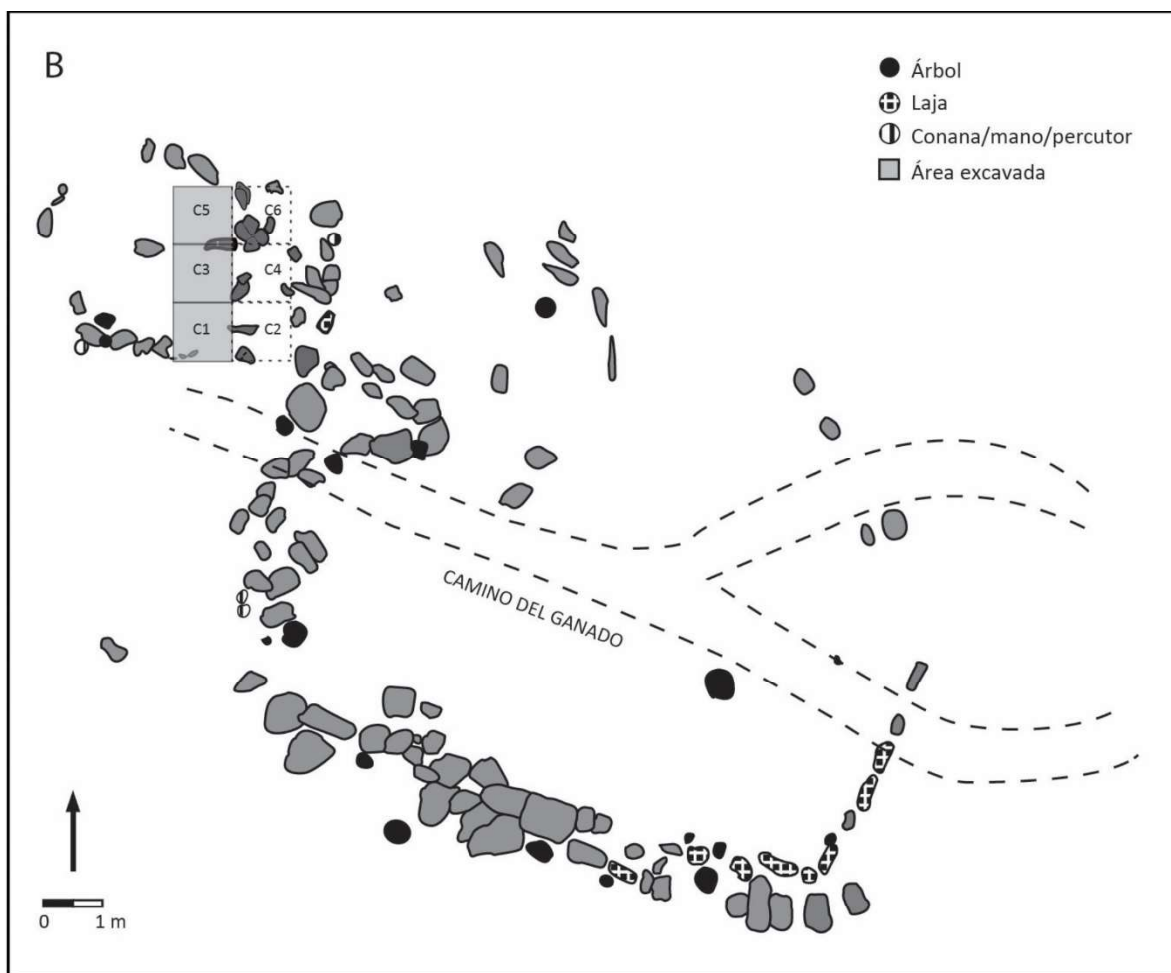 B
Árbol
Laja
Conana/mano/percutor
Área excavada
C5 C6
C3 C4
C1 C2
CAMINO DEL GANADO
0 1 m